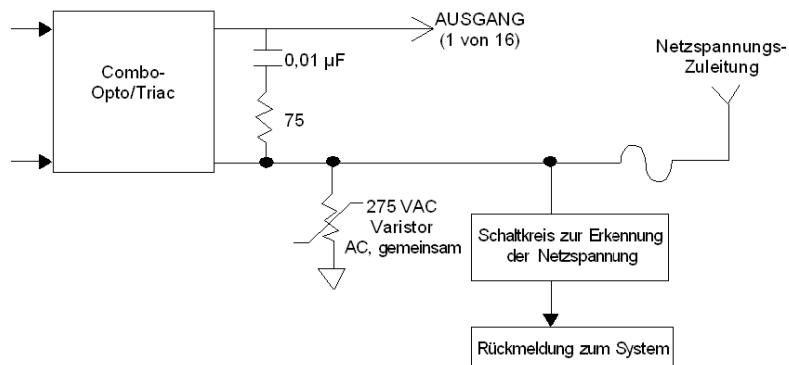 AUSGANG
(1 von 16)
Netzspannungs-
Zuleitung
0,01 µF
Combo-
Opto/Triac
75
275 VAC
Varistor
AC, gemeinsam
Schaltkreis zur Erkennung
der Netzspannung
Rückmeldung zum System